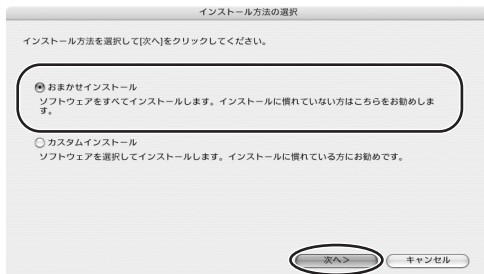 インストール方法の選択
インストール方法を選択して[次へ]をクリックしてください。
おまかせインストール
ソフトウェアをすべてインストールします。インストールに慣れていない方はこちらをお勧めしま
す。
カスタムインストール
ソフトウェアを選択してインストールします。インストールに慣れている方にお勧めです。
次へ> キャンセル